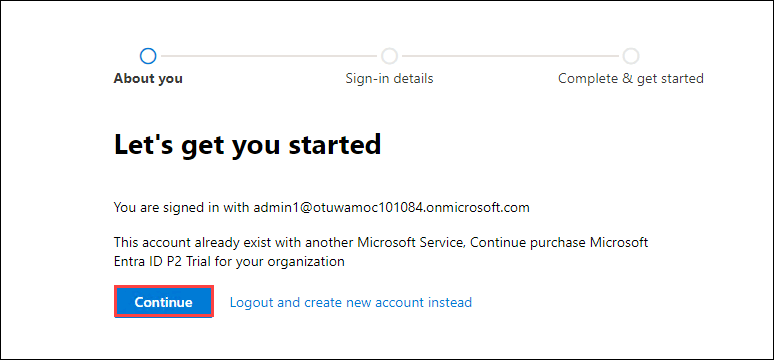 About you
Sign-in details
Complete & get started
Let's get you started
You are signed in with admin1@otuwamoc101084.onmicrosoft.com
This account already exist with another Microsoft Service, Continue purchase Microsoft
Entra ID P2 Trial for your organization
Continue
Logout and create new account instead